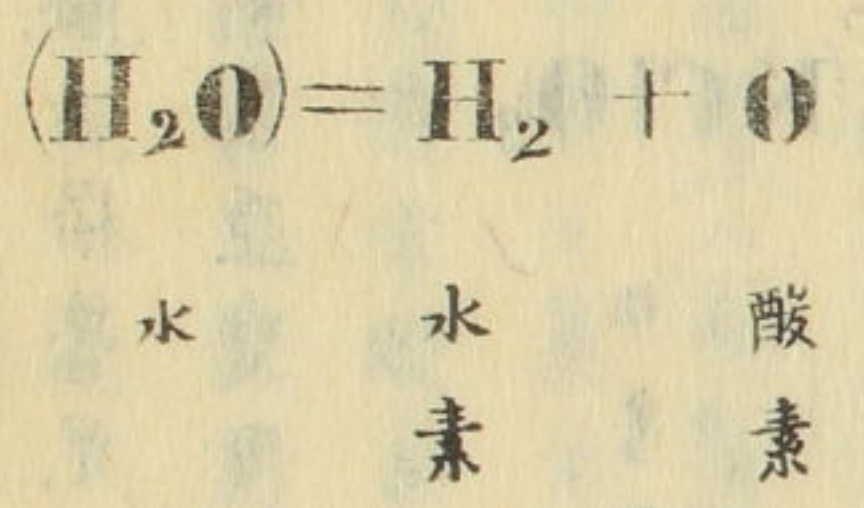 (H₂O) = H₂ + O
水
水素
酸素